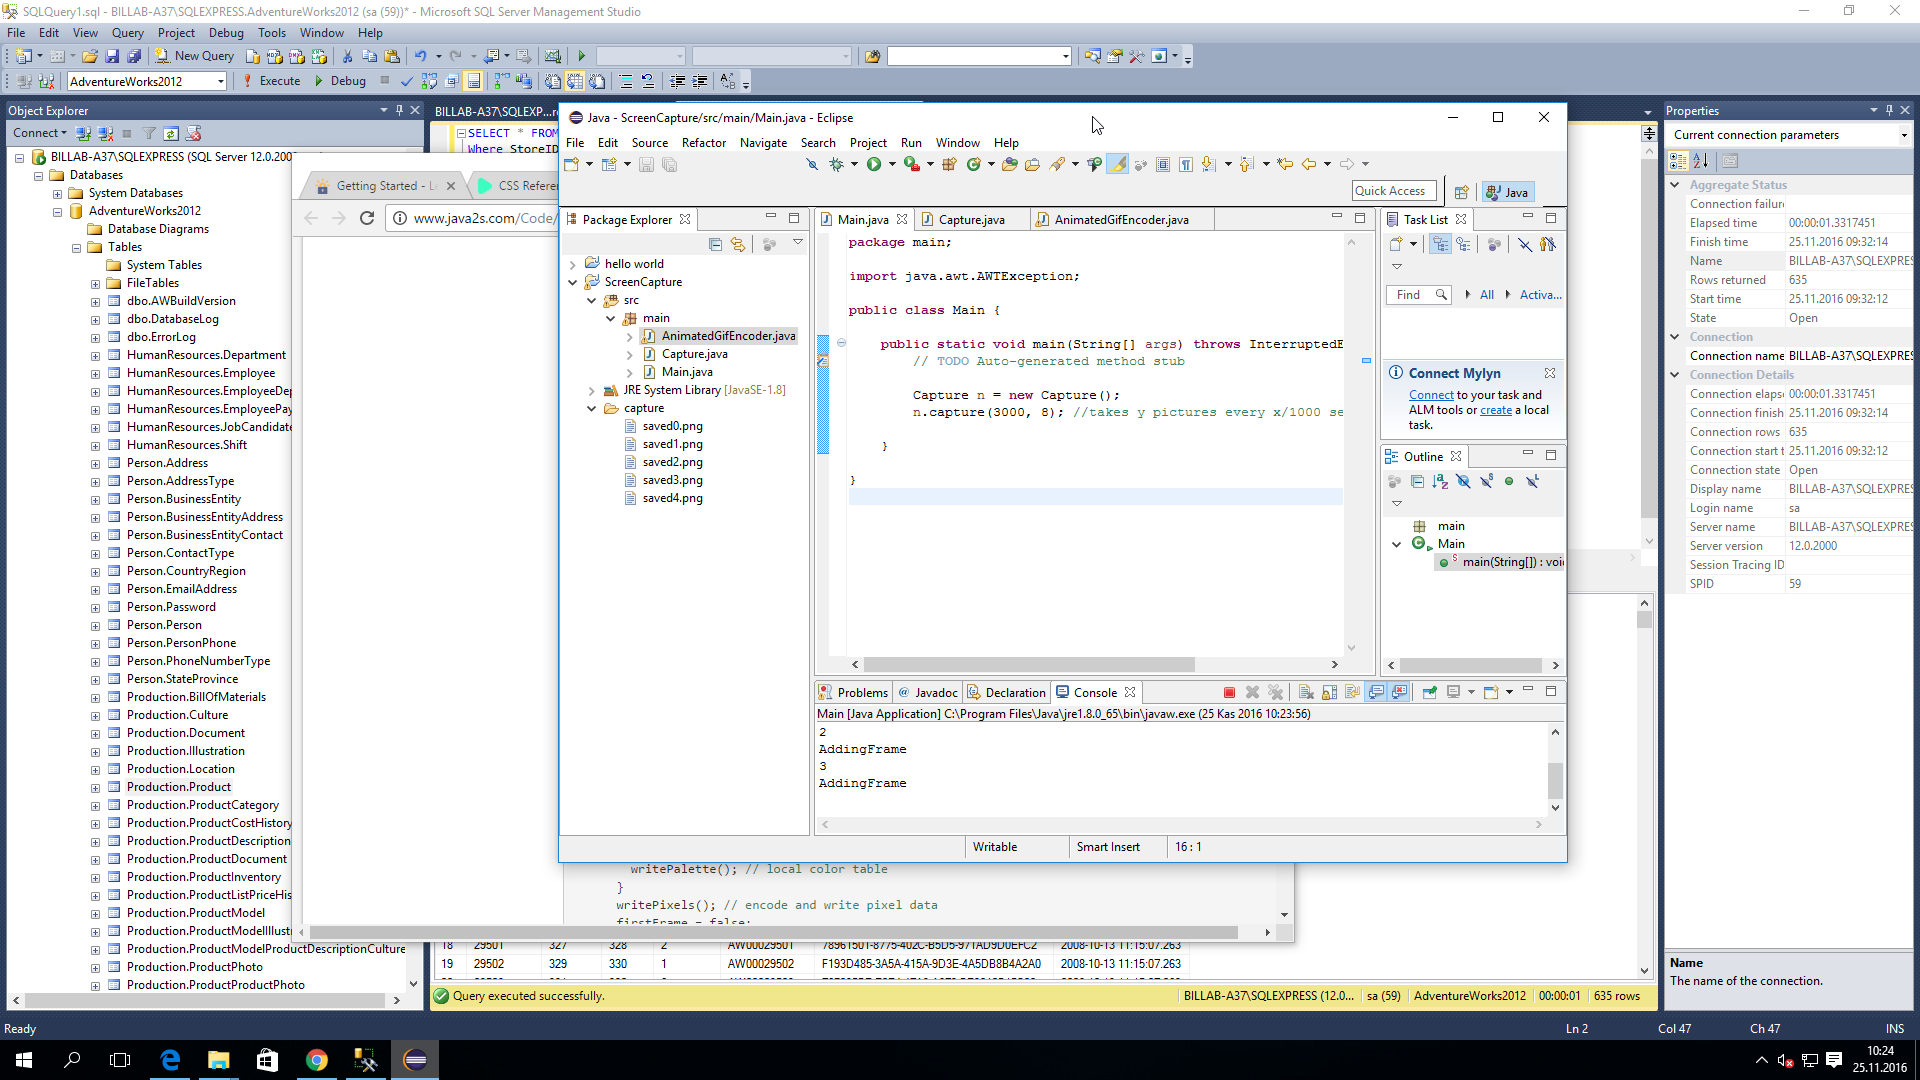 SQLQuery1.sql - BILLAB-A37\SQLEXPRESS.AdventureWorks2012 (sa (59))* - Microsoft SQL Server Management Studio
File Edit View Query Project Debug Tools Window Help
New Query
AdventureWorks2012 Execute Debug
Object Explorer
Connect
BILLAB-A37\SQLEXPRESS (SQL Server 12.0.200
Databases
System Databases
AdventureWorks2012
Database Diagrams
Tables
System Tables
FileTables
dbo.AWBuildVersion
dbo.DatabaseLog
dbo.ErrorLog
HumanResources.Department
HumanResources.Employee
HumanResources.EmployeeDep
HumanResources.EmployeePay
HumanResources.JobCandidate
HumanResources.Shift
Person.Address
Person.AddressType
Person.BusinessEntity
Person.BusinessEntityAddress
Person.BusinessEntityContact
Person.ContactType
Person.CountryRegion
Person.EmailAddress
Person.Password
Person.Person
Person.PersonPhone
Person.PhoneNumberType
Person.StateProvince
Production.BillOfMaterials
Production.Culture
Production.Document
Production.Illustration
Production.Location
Production.Product
Production.ProductCategory
Production.ProductCostHistory
Production.ProductDescription
Production.ProductDocument
Production.ProductInventory
Production.ProductListPriceHis
Production.ProductModel
Production.ProductModelIllustr
Production.ProductModelProductDescriptionCulture
Production.ProductPhoto
Production.ProductProductPhoto
BILLAB-A37\SQLEXP...r
SELECT * FROM
Where StoreID
Getting Started - Le
CSS Referen
www.java2s.com/Code/
Java - ScreenCapture/src/main/Main.java - Eclipse
File Edit Source Refactor Navigate Search Project Run Window Help
Quick Access Java
Package Explorer
hello world
ScreenCapture
src
main
AnimatedGifEncoder.java
Capture.java
Main.java
JRE System Library [JavaSE-1.8]
capture
saved0.png
saved1.png
saved2.png
saved3.png
saved4.png
Main.java Capture.java AnimatedGifEncoder.java
package main;
import java.awt.AWTException;
public class Main {
public static void main(String[] args) throws InterruptedE
// TODO Auto-generated method stub
Capture n = new Capture();
n.capture(3000, 8); //takes y pictures every x/1000 se
}
}
Task List
Find All Activa...
Connect Mylyn
Connect to your task and
ALM tools or create a local
task.
Outline
main
Main
main(String[]) : voi
Problems Javadoc Declaration Console
Main [Java Application] C:\Program Files\Java\jre1.8.0_65\bin\javaw.exe (25 Kas 2016 10:23:56)
2
AddingFrame
3
AddingFrame
Writable Smart Insert 16 : 1
writePalette(); // local color table
}
writePixels(); // encode and write pixel data
firstFrame = false;
18 29501 327 328 2 AW00029501 78961501-8775-402C-B5D5-971AD9D0EFC2 2008-10-13 11:15:07.263
19 29502 329 330 1 AW00029502 F193D485-3A5A-415A-9D3E-4A5DB8B4A2A0 2008-10-13 11:15:07.263
Query executed successfully. BILLAB-A37\SQLEXPRESS (12.0... sa (59) AdventureWorks2012 00:00:01 635 rows
Properties
Current connection parameters
Aggregate Status
Connection failure
Elapsed time 00:00:01.3317451
Finish time 25.11.2016 09:32:14
Name BILLAB-A37\SQLEXPRES
Rows returned 635
Start time 25.11.2016 09:32:12
State Open
Connection
Connection name BILLAB-A37\SQLEXPRES
Connection Details
Connection elapse 00:00:01.3317451
Connection finish 25.11.2016 09:32:14
Connection rows 635
Connection start t 25.11.2016 09:32:12
Connection state Open
Display name BILLAB-A37\SQLEXPRES
Login name sa
Server name BILLAB-A37\SQLEXPRES
Server version 12.0.2000
Session Tracing ID
SPID 59
Name
The name of the connection.
Ready Ln 2 Col 47 Ch 47 INS
10:24
25.11.2016